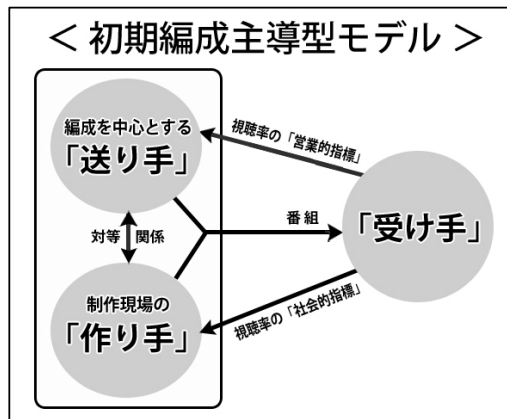 ＜ 初期編成主導型モデル ＞
編成を中心とする
「送り手」
視聴率の「営業的指標」
対等 関係
番組
「受け手」
制作現場の
「作り手」
視聴率の「社会的指標」